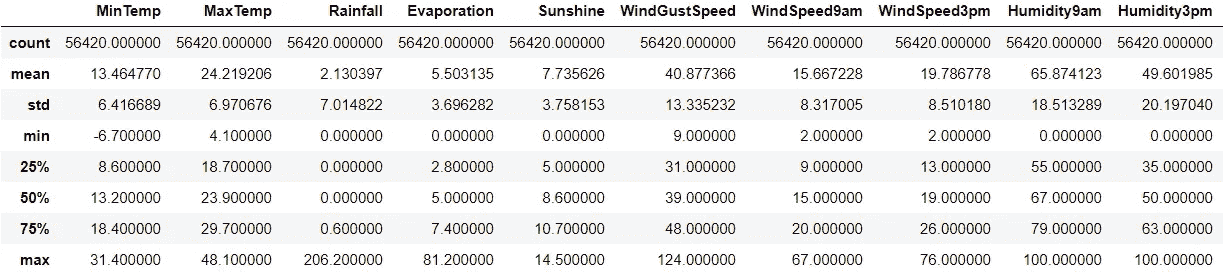 MinTemp MaxTemp Rainfall Evaporation Sunshine WindGustSpeed WindSpeed9am WindSpeed3pm Humidity9am Humidity3pm
count 56420.000000 56420.000000 56420.000000 56420.000000 56420.000000 56420.000000 56420.000000 56420.000000 56420.000000 56420.000000
mean 13.464770 24.219206 2.130397 5.503135 7.735626 40.877366 15.667228 19.786778 65.874123 49.601985
std 6.416689 6.970676 7.014822 3.696282 3.758153 13.335232 8.317005 8.510180 18.513289 20.197040
min -6.700000 4.100000 0.000000 0.000000 0.000000 9.000000 2.000000 2.000000 0.000000 0.000000
25% 8.600000 18.700000 0.000000 2.800000 5.000000 31.000000 9.000000 13.000000 55.000000 35.000000
50% 13.200000 23.900000 0.000000 5.000000 8.600000 39.000000 15.000000 19.000000 67.000000 50.000000
75% 18.400000 29.700000 0.600000 7.400000 10.700000 48.000000 20.000000 26.000000 79.000000 63.000000
max 31.400000 48.100000 206.200000 81.200000 14.500000 124.000000 67.000000 76.000000 100.000000 100.000000